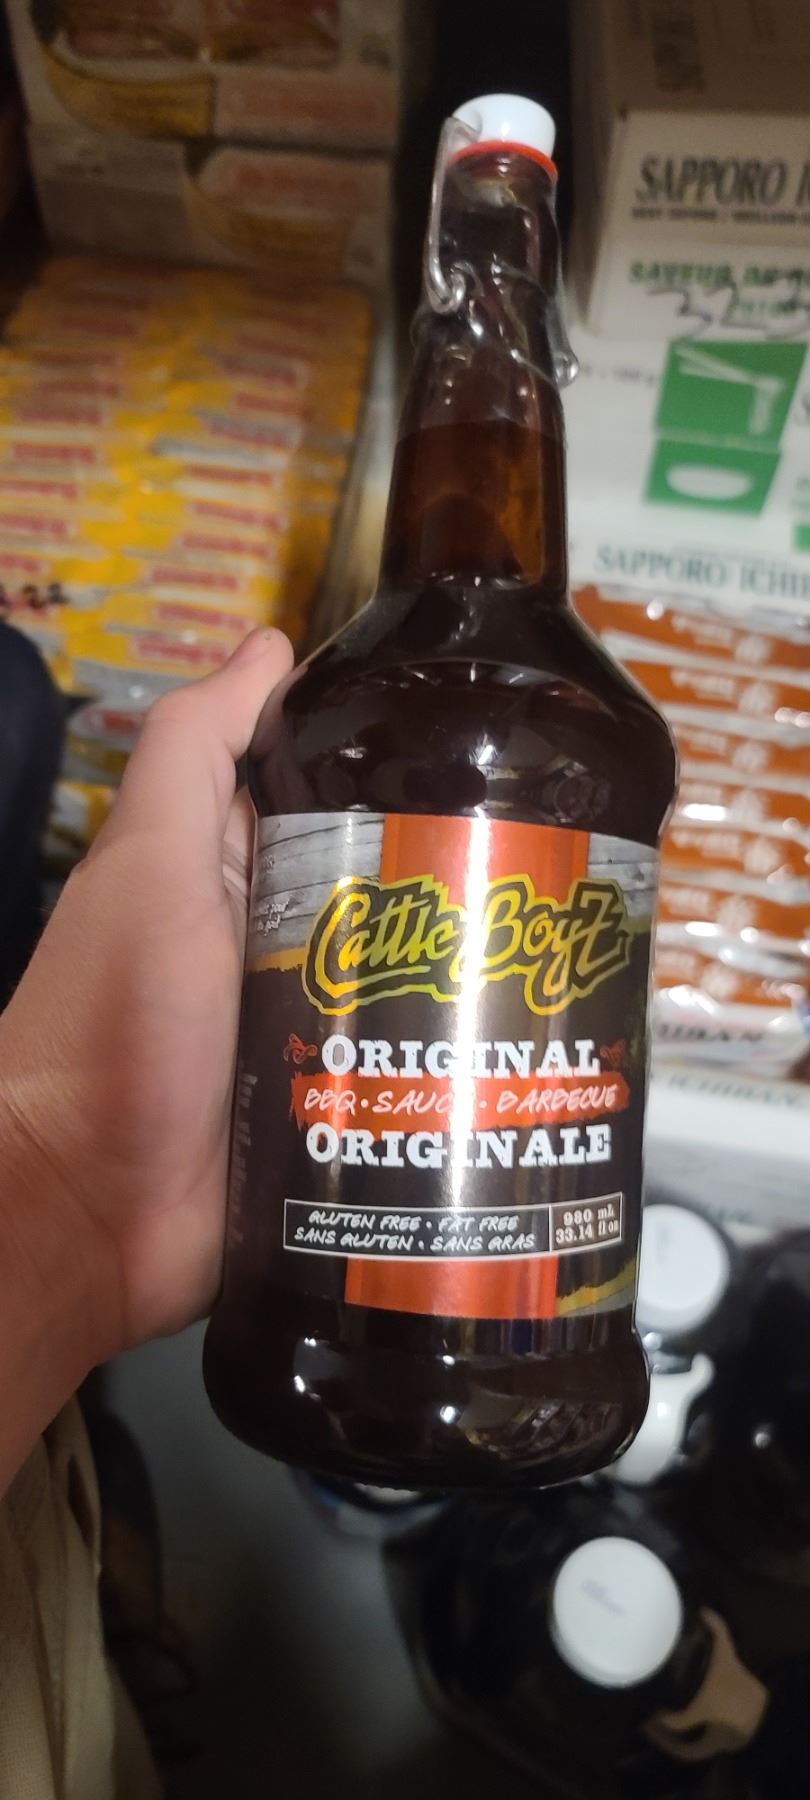 SAPPORO
SAPPORO ICHI
Cattle BoyZ
ORIGINAL
BBQ • SAUCE • BARBECUE
ORIGINALE
GLUTEN FREE • FAT FREE
SANS GLUTEN • SANS GRAS
980 mL
33.14 fl oz